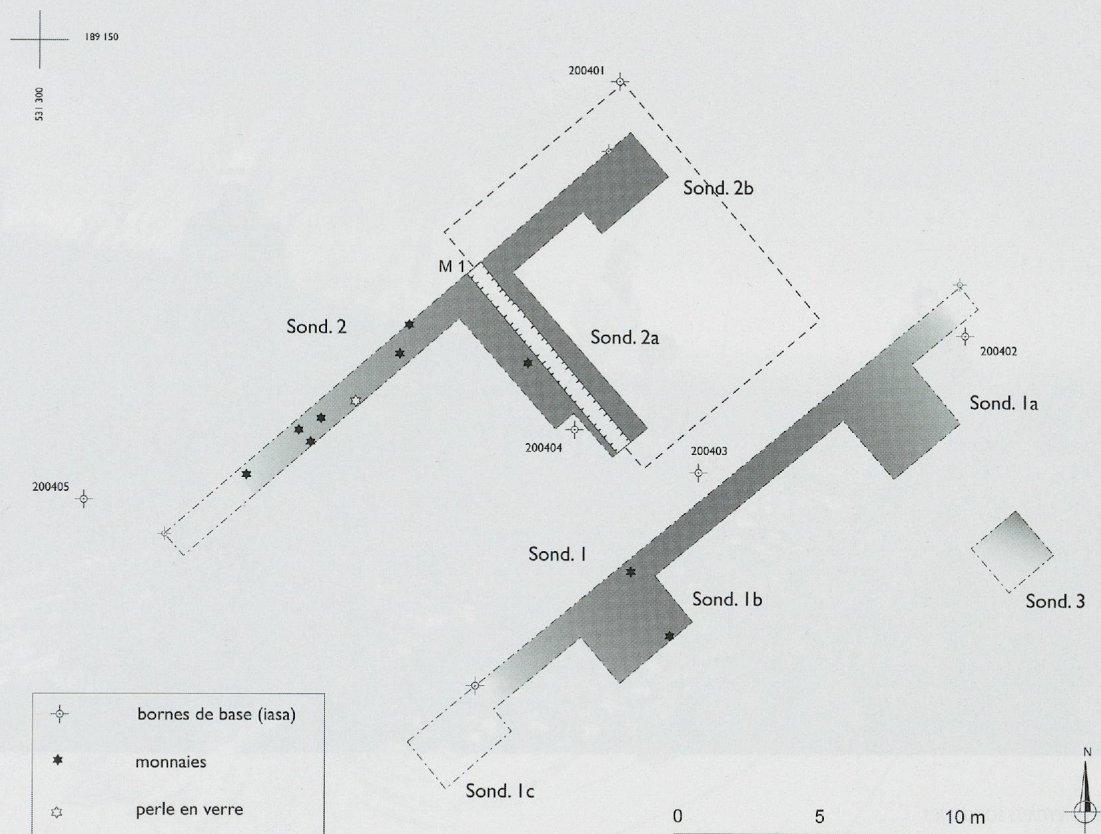 189 150
531 300
200401
Sond. 2b
M 1
Sond. 2
Sond. 2a
200402
Sond. 1a
200404
200403
200405
Sond. 1
Sond. 1b
Sond. 3
bornes de base (iasa)
monnaies
perle en verre
Sond. 1c
N
0 5 10 m